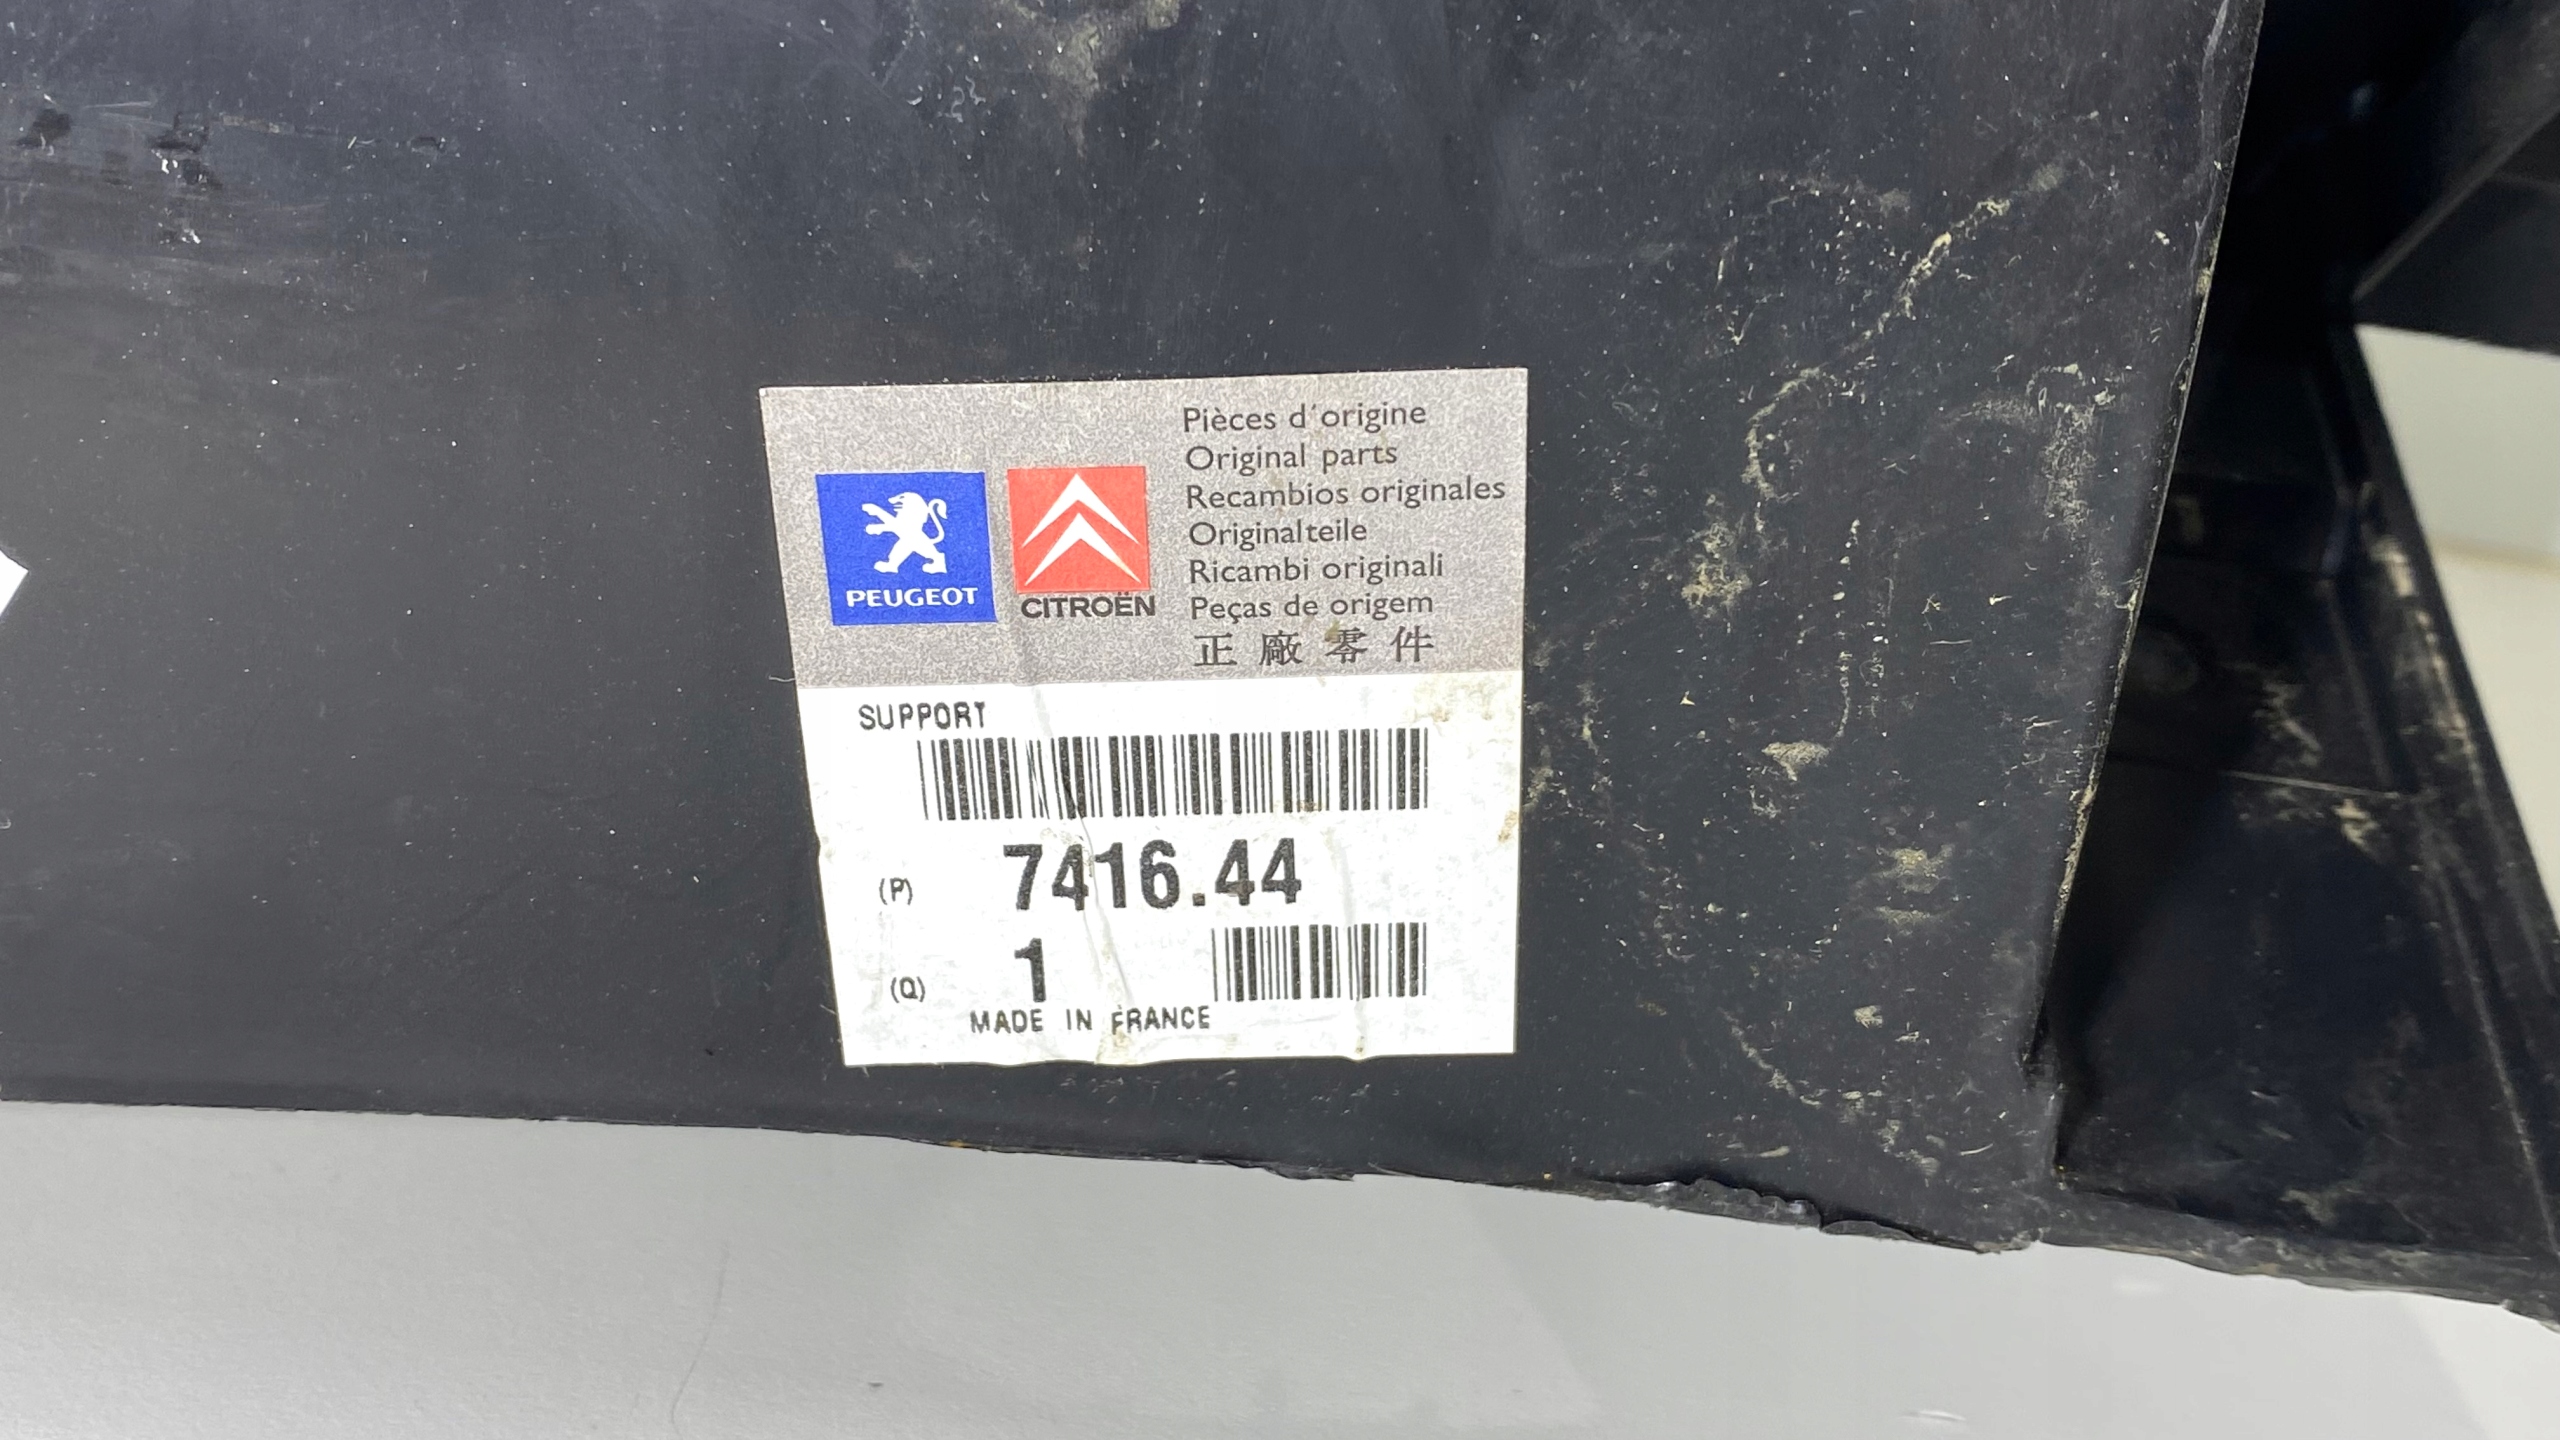 PEUGEOT
CITROËN
Pièces d'origine
Original parts
Recambios originales
Originalteile
Ricambi originali
Peças de origem
正廠零件
SUPPORT
(P) 7416.44
(Q) 1
MADE IN FRANCE